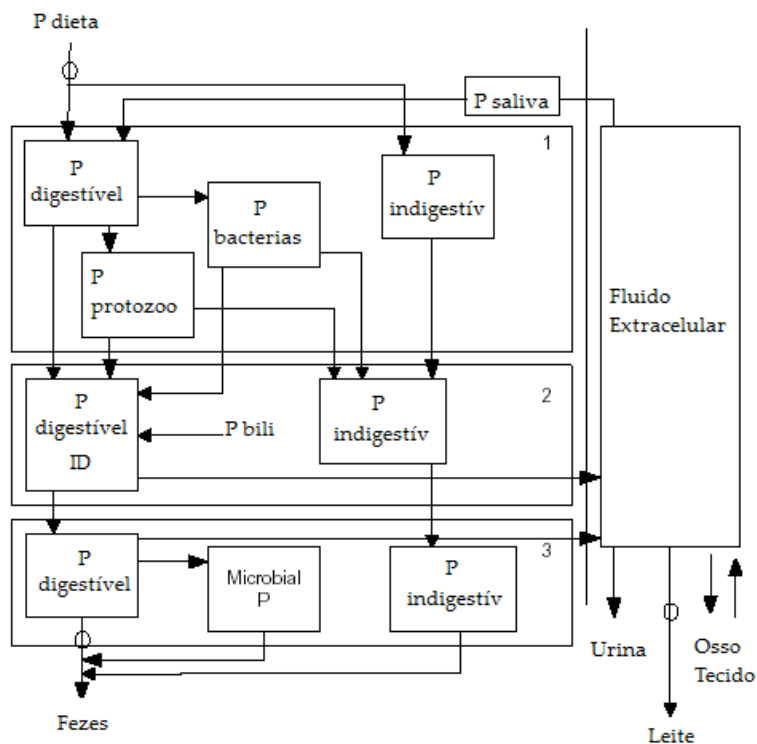 P dieta
P saliva
1
P
digestível
P
bacterias
P
indigestív
P
protozoo
Fluido
Extracelular
2
P
digestível
ID
P bili
P
indigestív
3
P
digestível
Microbial
P
P
indigestív
Urina
Osso
Tecido
Fezes
Leite